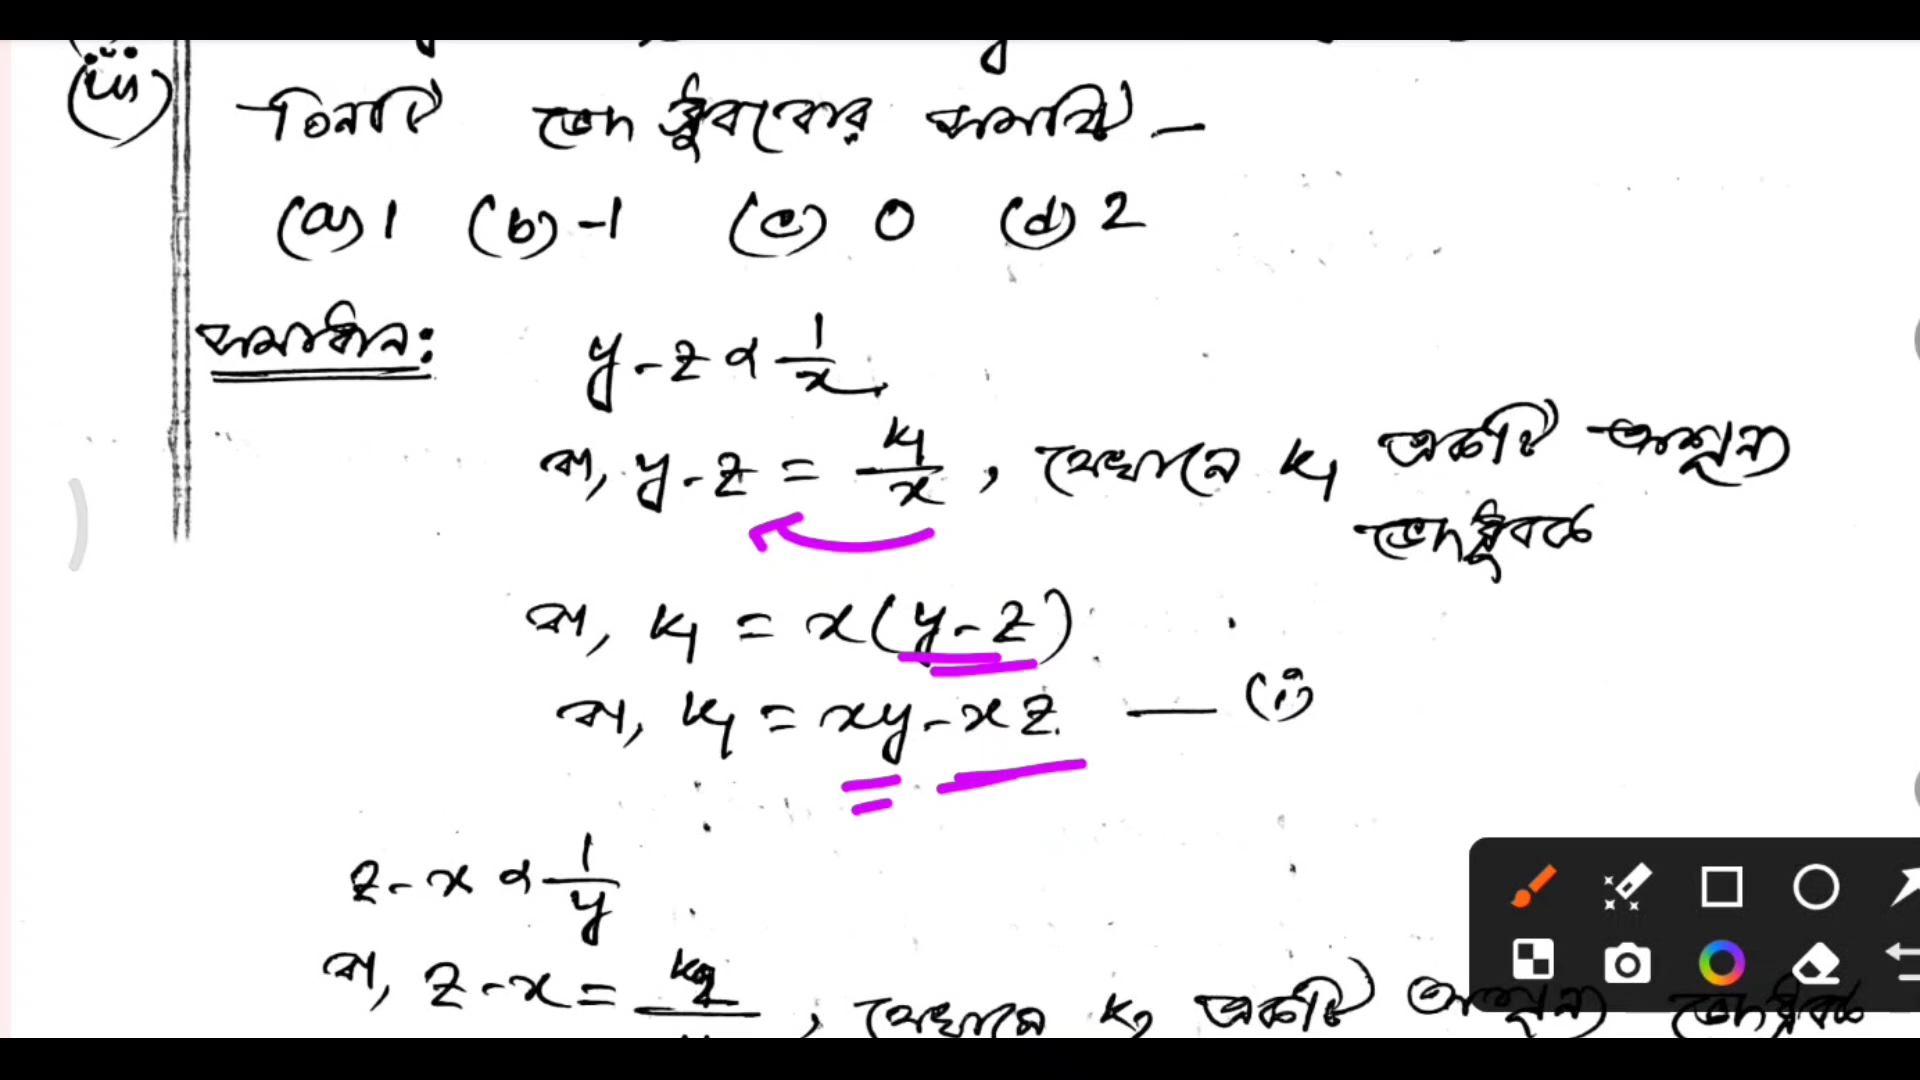 (iii) তিনটি ভেদ ধ্রুবকের সমষ্টি —
(a) 1 (b) -1 (c) 0 (d) 2
সমাধান: y - z ∝ 1/x
বা, y - z = k₁/x , যেখানে k₁ একটি অশূন্য
ভেদধ্রুবক
বা, k₁ = x(y - z)
বা, k₁ = xy - xz. — (i)
z - x ∝ 1/y
বা, z - x = k₂/ , যেখানে k₂ একটি অশূন্য ভেদধ্রুবক